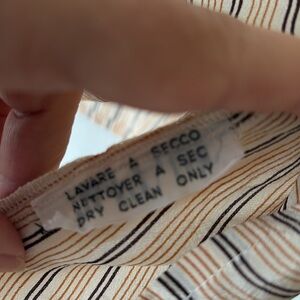 LAVARE A SECCO
NETTOYER A SEC
DRY CLEAN ONLY